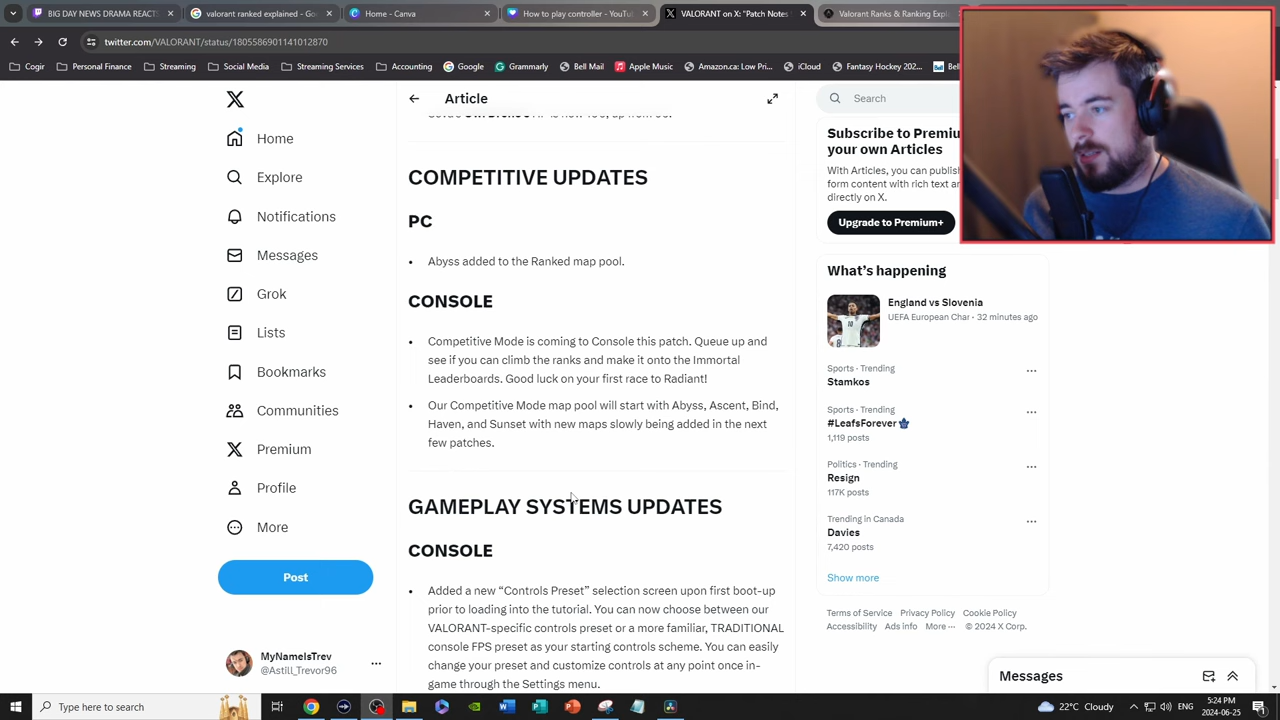 BIG GOOD NEWS DRAMA REACTS
valorant ranked explained - Go
Home - Canva
How to play controller - YouTu
VALORANT on X: "Patch Notes
Valorant Ranks & Ranking Expl
twitter.com/VALORANT/status/1805586901141012870
Cogir
Personal Finance
Streaming
Social Media
Streaming Services
Accounting
Google
Grammarly
Bell Mail
Apple Music
Amazon.ca: Low Pri...
iCloud
Fantasy Hockey 202...
Bell
Home
Explore
Notifications
Messages
Grok
Lists
Bookmarks
Communities
Premium
Profile
More
Post
MyNameIsTrev
@Astill_Trevor96
Article
COMPETITIVE UPDATES
PC
• Abyss added to the Ranked map pool.
CONSOLE
• Competitive Mode is coming to Console this patch. Queue up and
see if you can climb the ranks and make it onto the Immortal
Leaderboards. Good luck on your first race to Radiant!
• Our Competitive Mode map pool will start with Abyss, Ascent, Bind,
Haven, and Sunset with new maps slowly being added in the next
few patches.
GAMEPLAY SYSTEMS UPDATES
CONSOLE
• Added a new “Controls Preset” selection screen upon first boot-up
prior to loading into the tutorial. You can now choose between our
VALORANT-specific controls preset or a more familiar, TRADITIONAL
console FPS preset as your starting controls scheme. You can easily
change your preset and customize controls at any point once in-
game through the Settings menu.
Search
Subscribe to Premiu
your own Articles
With Articles, you can publish
form content with rich text an
directly on X.
Upgrade to Premium+
What’s happening
England vs Slovenia
UEFA European Char · 32 minutes ago
Sports · Trending
Stamkos
Sports · Trending
#LeafsForever
1,119 posts
Politics · Trending
Resign
117K posts
Trending in Canada
Davies
7,420 posts
Show more
Terms of Service Privacy Policy Cookie Policy
Accessibility Ads info More ··· © 2024 X Corp.
Messages
Type here to search
22°C Cloudy
ENG
5:24 PM
2024-06-25
1